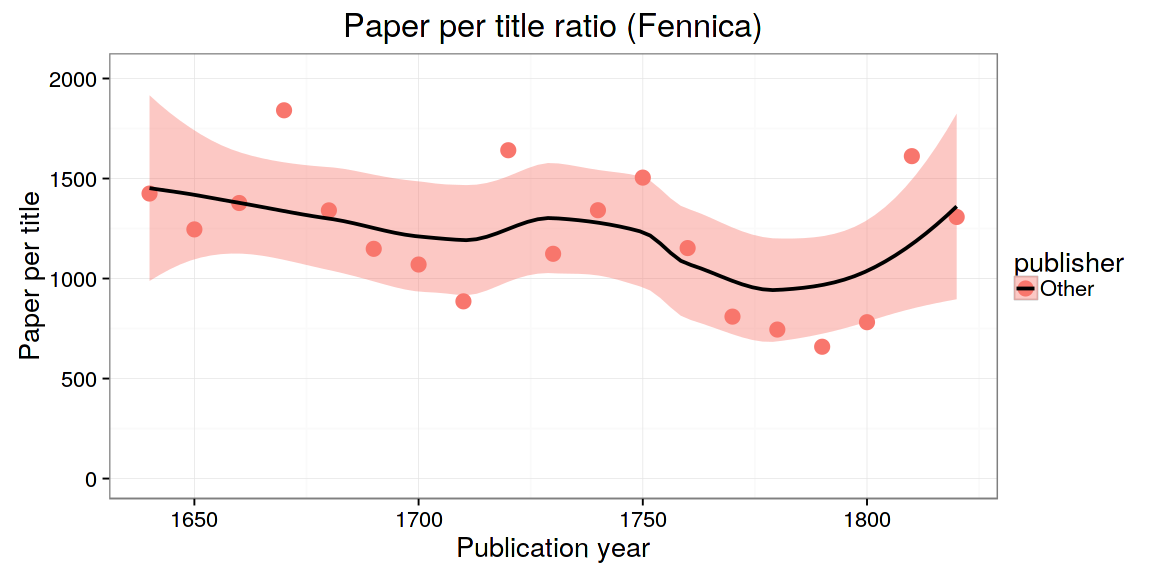 Paper per title ratio (Fennica)
Paper per title
2000
1500
1000
500
0
1650
1700
1750
1800
Publication year
publisher
Other